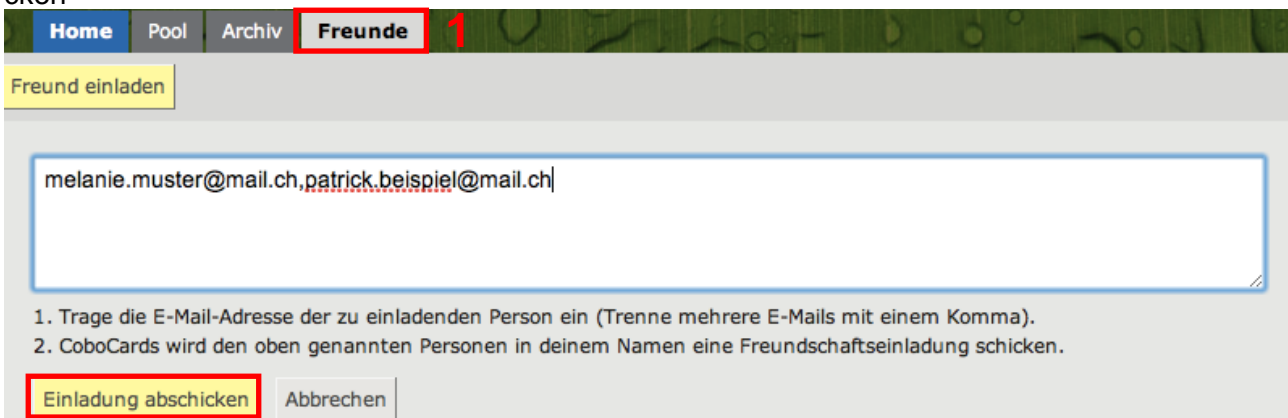 cken
Home Pool Archiv Freunde 1
Freund einladen
melanie.muster@mail.ch,patrick.beispiel@mail.ch
1. Trage die E-Mail-Adresse der zu einladenden Person ein (Trenne mehrere E-Mails mit einem Komma).
2. CoboCards wird den oben genannten Personen in deinem Namen eine Freundschaftseinladung schicken.
Einladung abschicken Abbrechen